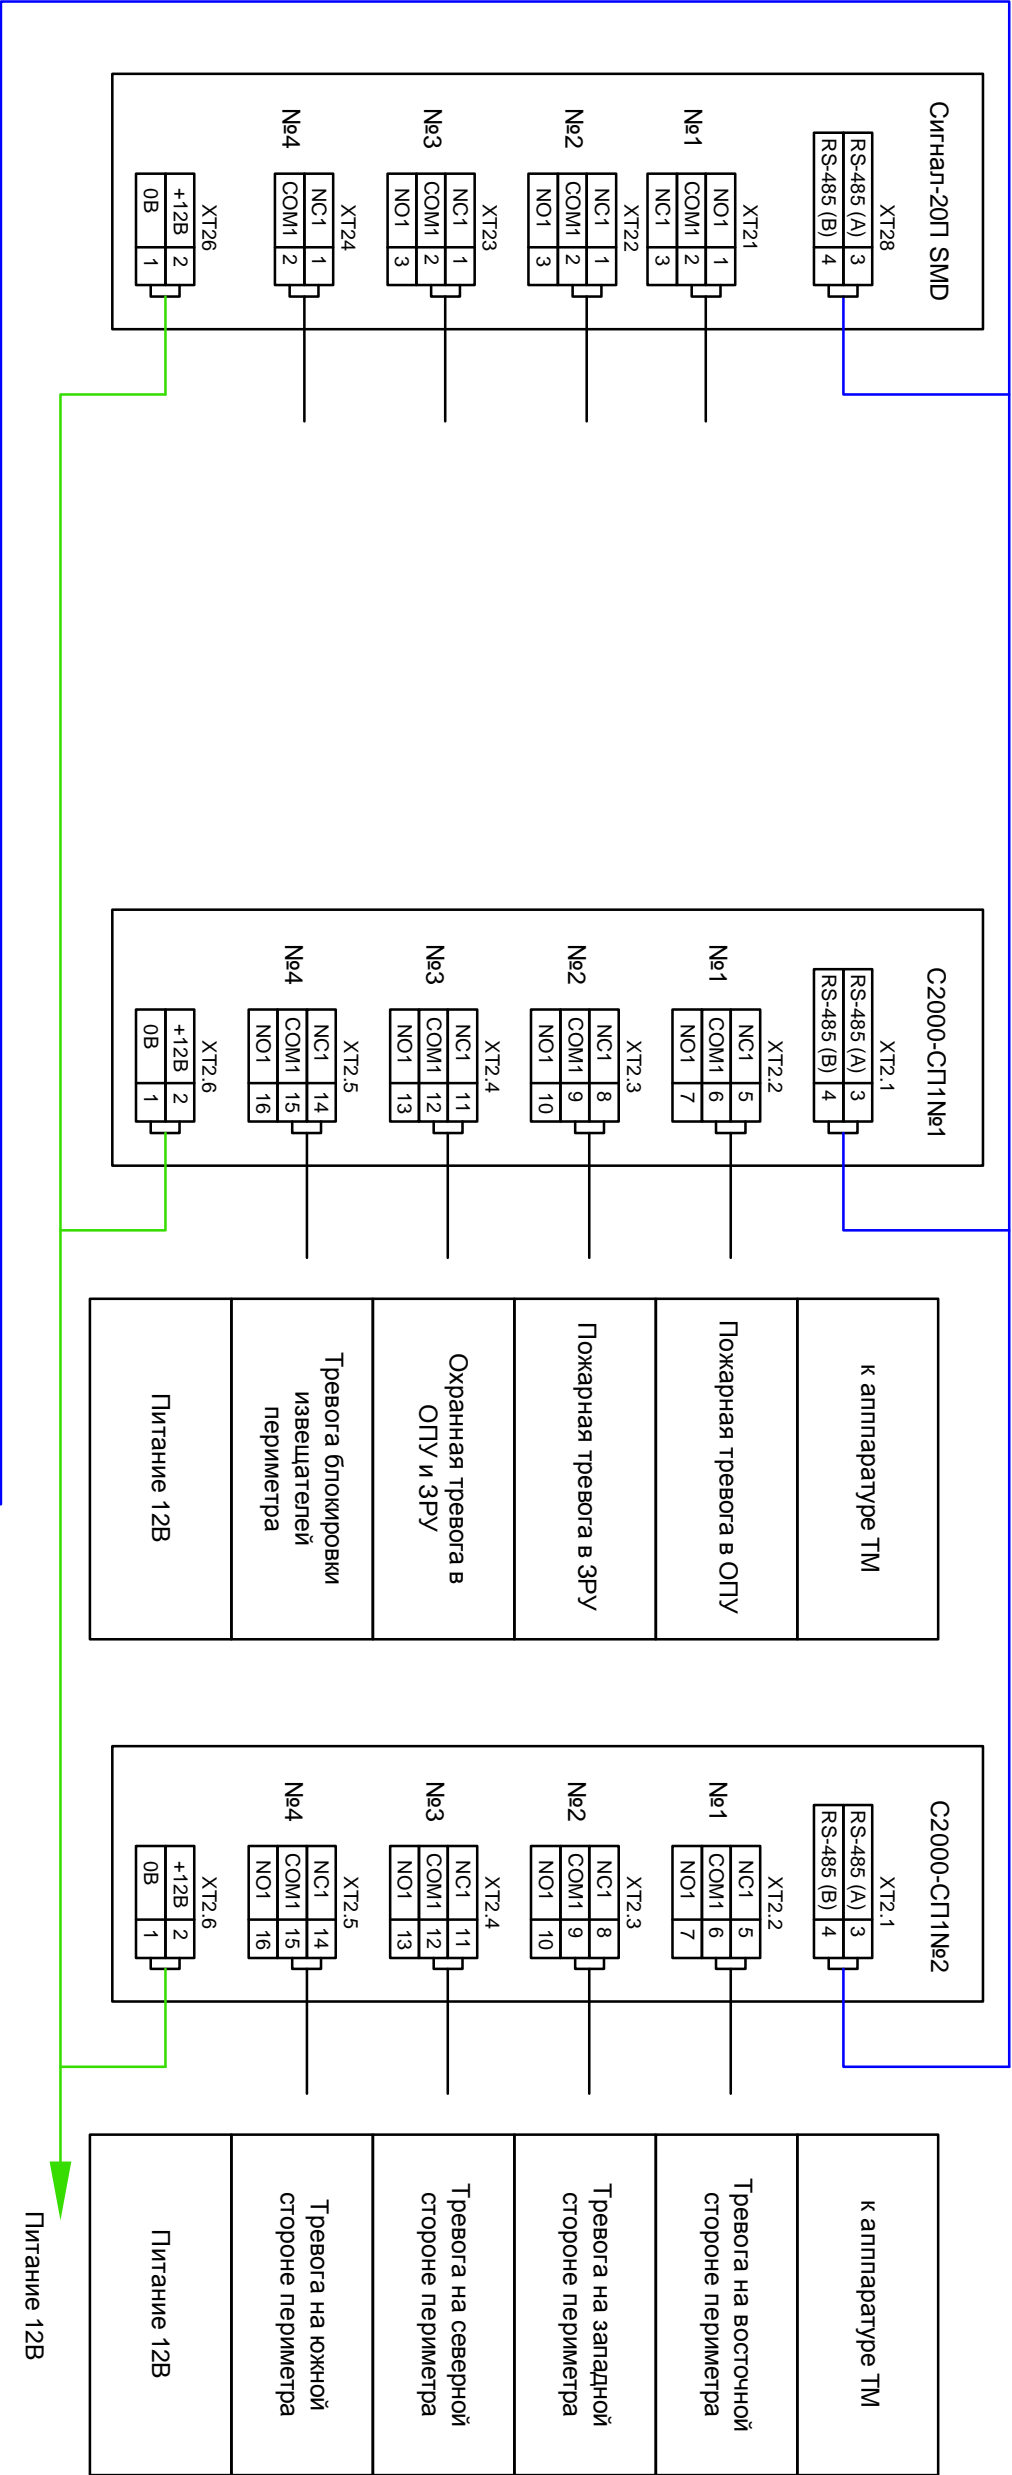 Сигнал-20П SMD
XT28
RS-485 (A) 3
RS-485 (B) 4
№1
XT21
NO1 1
COM1 2
NC1 3
№2
XT22
NC1 1
COM1 2
NO1 3
№3
XT23
NC1 1
COM1 2
NO1 3
№4
XT24
NC1 1
COM1 2
XT26
+12В 2
0В 1
С2000-СП1№1
XT2.1
RS-485 (A) 3
RS-485 (B) 4
№1
XT2.2
NC1 5
COM1 6
NO1 7
№2
XT2.3
NC1 8
COM1 9
NO1 10
№3
XT2.4
NC1 11
COM1 12
NO1 13
№4
XT2.5
NC1 14
COM1 15
NO1 16
XT2.6
+12В 2
0В 1
к апппаратуре ТМ
Пожарная тревога в ОПУ
Пожарная тревога в ЗРУ
Охранная тревога в
ОПУ и ЗРУ
Тревога блокировки
извещателей
периметра
Питание 12В
С2000-СП1№2
XT2.1
RS-485 (A) 3
RS-485 (B) 4
№1
XT2.2
NC1 5
COM1 6
NO1 7
№2
XT2.3
NC1 8
COM1 9
NO1 10
№3
XT2.4
NC1 11
COM1 12
NO1 13
№4
XT2.5
NC1 14
COM1 15
NO1 16
XT2.6
+12В 2
0В 1
к апппаратуре ТМ
Тревога на восточной
стороне периметра
Тревога на западной
стороне периметра
Тревога на северной
стороне периметра
Тревога на южной
стороне периметра
Питание 12В
Питание 12В